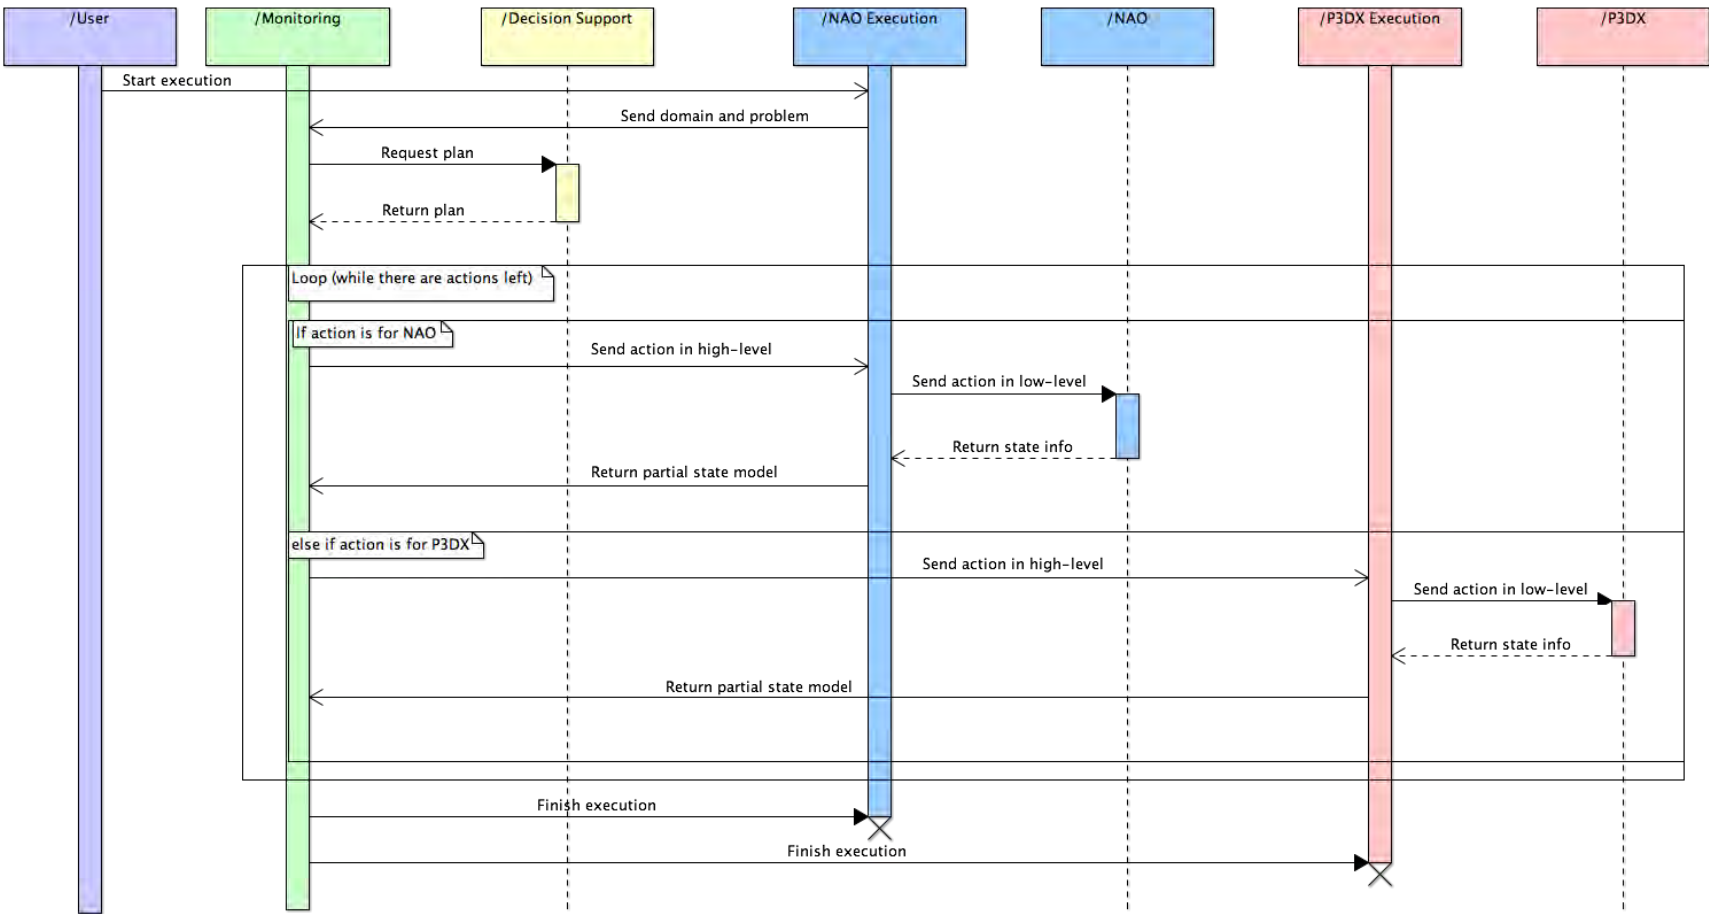 /User
/Monitoring
/Decision Support
/NAO Execution
/NAO
/P3DX Execution
/P3DX
Start execution
Send domain and problem
Request plan
Return plan
Loop (while there are actions left)
If action is for NAO
Send action in high-level
Send action in low-level
Return state info
Return partial state model
else if action is for P3DX
Send action in high-level
Send action in low-level
Return state info
Return partial state model
Finish execution
Finish execution